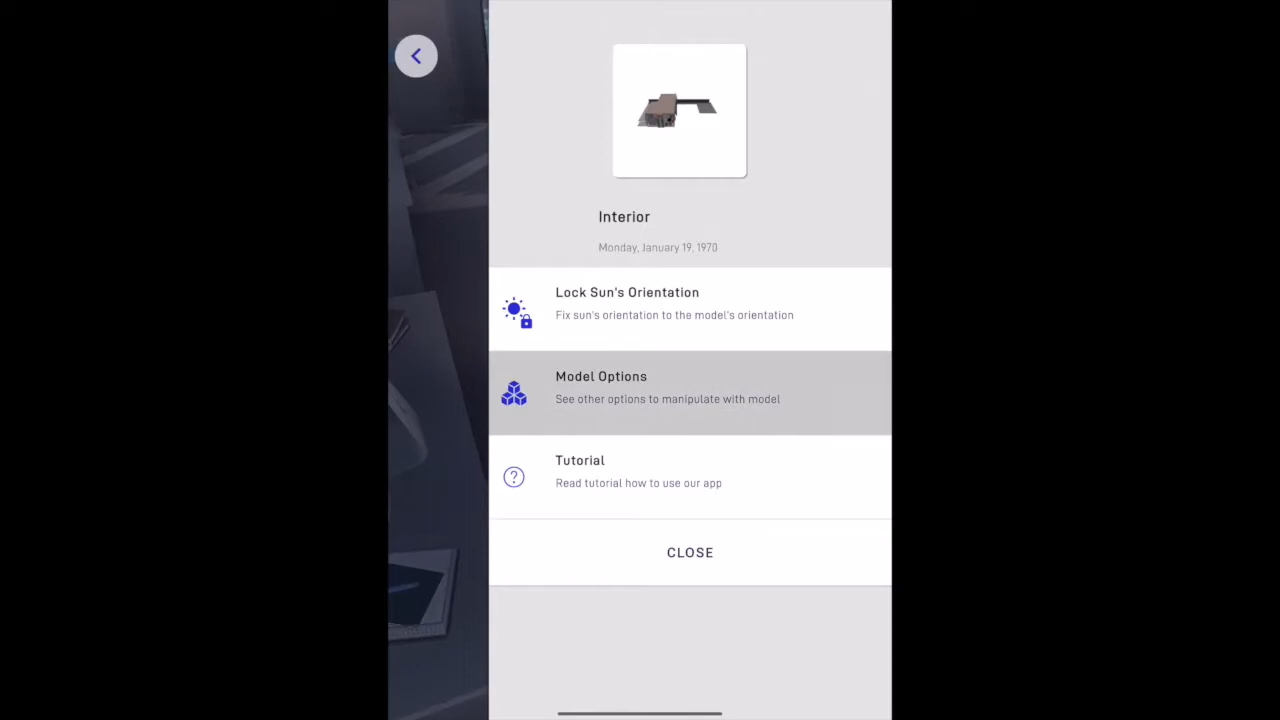 Interior
Monday, January 19, 1970
Lock Sun's Orientation
Fix sun's orientation to the model's orientation
Model Options
See other options to manipulate with model
Tutorial
Read tutorial how to use our app
CLOSE